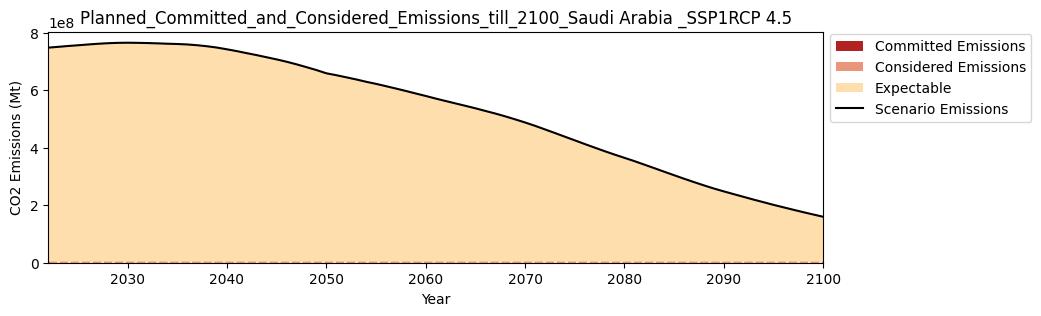 Planned_Committed_and_Considered_Emissions_till_2100_Saudi Arabia _SSP1RCP 4.5
1e8
8
6
4
2
0
CO2 Emissions (Mt)
2030 2040 2050 2060 2070 2080 2090 2100
Year
Committed Emissions
Considered Emissions
Expectable
Scenario Emissions